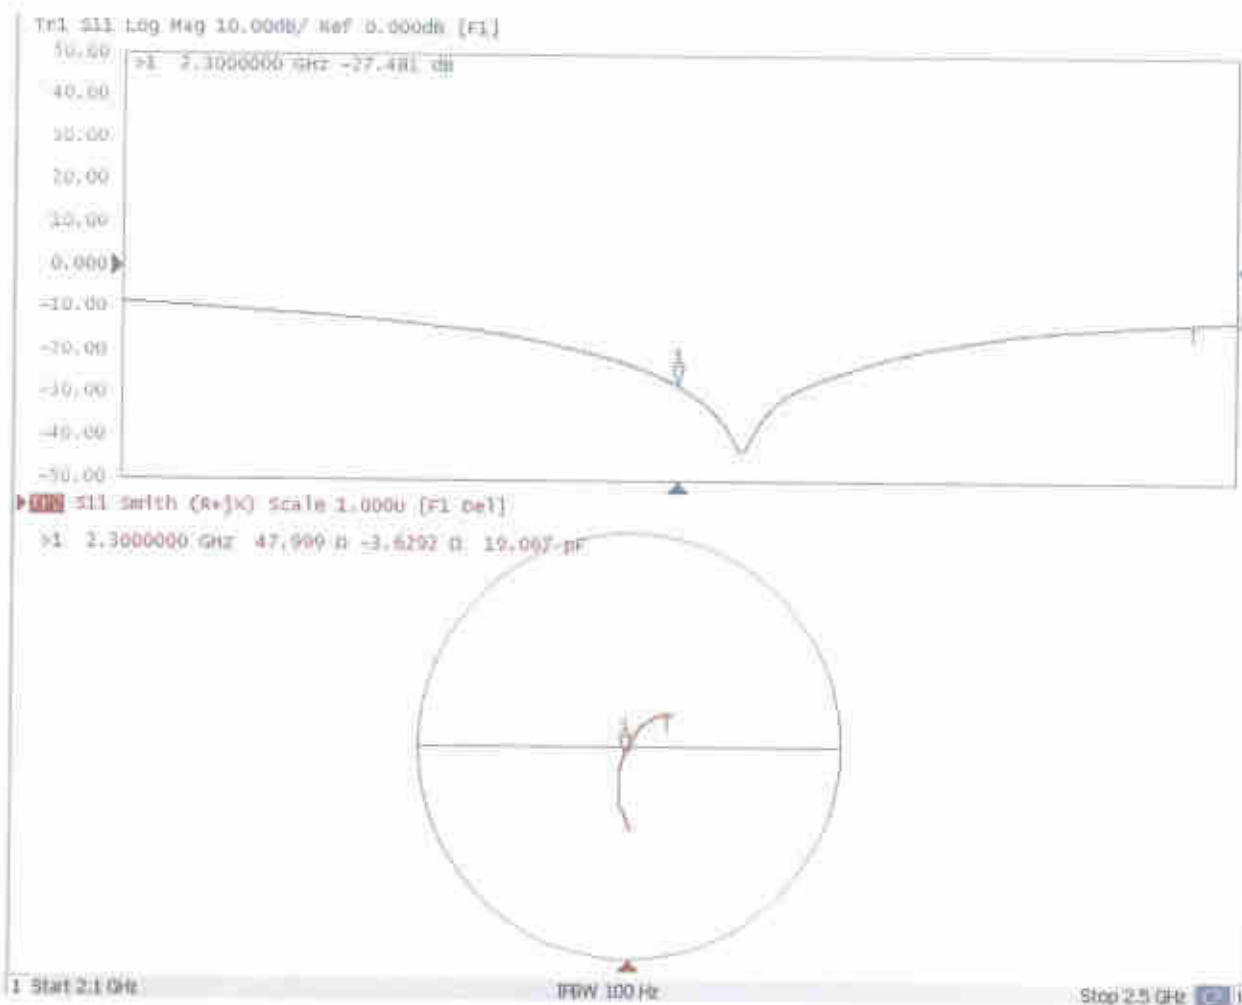 Tr1 S11 Log Mag 10.00dB/ Ref 0.000dB [F1]
50.00
>1 2.3000000 GHz -27.481 dB
40.00
30.00
20.00
10.00
0.000
-10.00
-20.00
-30.00
-40.00
-50.00
S11 Smith (R+jX) Scale 1.000U [F1 Del]
>1 2.3000000 GHz 47.999 Ω -3.6292 Ω 19.067 pF
1 Start 2.1 GHz
IFBW 100 Hz
Stop 2.5 GHz